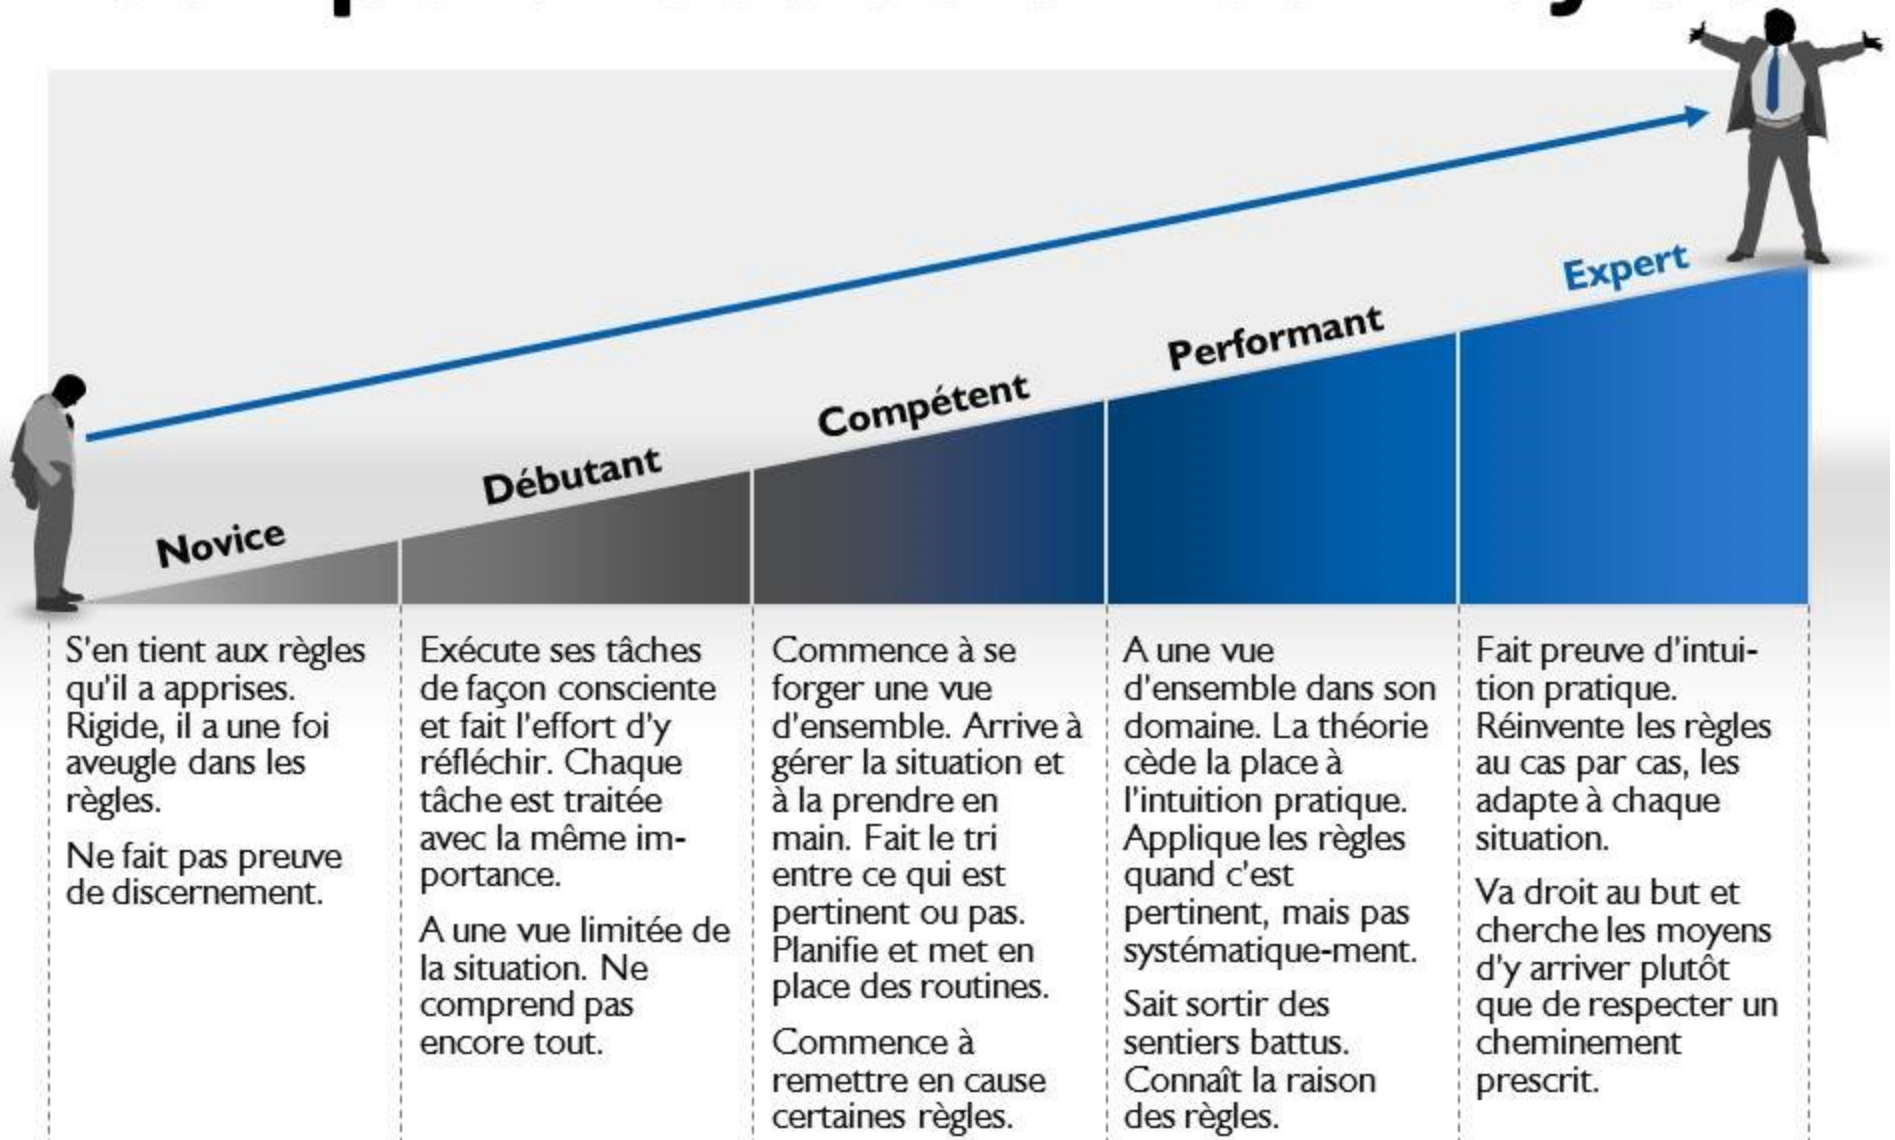 Novice
Débutant
Compétent
Performant
Expert
S'en tient aux règles
qu'il a apprises.
Rigide, il a une foi
aveugle dans les
règles.
Ne fait pas preuve
de discernement.
Exécute ses tâches
de façon consciente
et fait l'effort d'y
réfléchir. Chaque
tâche est traitée
avec la même im-
portance.
A une vue limitée de
la situation. Ne
comprend pas
encore tout.
Commence à se
forger une vue
d'ensemble. Arrive à
gérer la situation et
à la prendre en
main. Fait le tri
entre ce qui est
pertinent ou pas.
Planifie et met en
place des routines.
Commence à
remettre en cause
certaines règles.
A une vue
d'ensemble dans son
domaine. La théorie
cède la place à
l'intuition pratique.
Applique les règles
quand c'est
pertinent, mais pas
systématique-ment.
Sait sortir des
sentiers battus.
Connaît la raison
des règles.
Fait preuve d'intui-
tion pratique.
Réinvente les règles
au cas par cas, les
adapte à chaque
situation.
Va droit au but et
cherche les moyens
d'y arriver plutôt
que de respecter un
cheminement
prescrit.